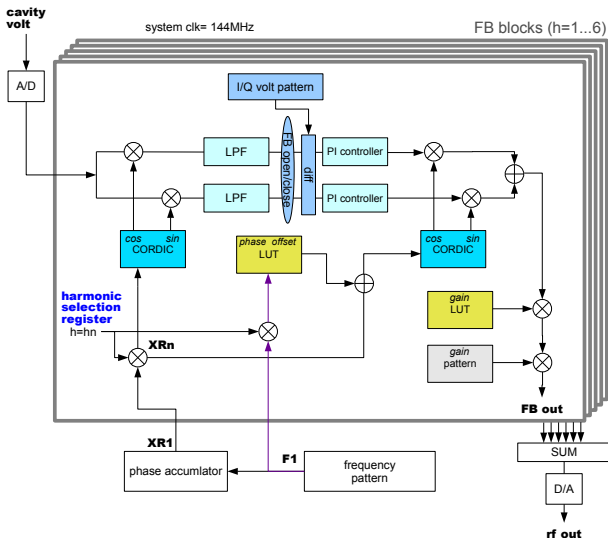 cavity
volt
system clk= 144MHz
FB blocks (h=1...6)
A/D
I/Q volt pattern
LPF
FB open/close
diff
PI controller
LPF
PI controller
cos sin
CORDIC
phase offset
LUT
cos sin
CORDIC
harmonic
selection
register
h=hn
XRn
gain
LUT
gain
pattern
FB out
XR1
F1
phase accumlator
frequency
pattern
SUM
D/A
rf out